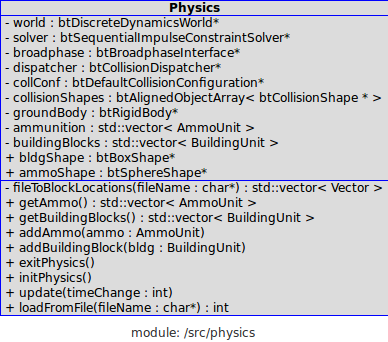 Physics
- world : btDiscreteDynamicsWorld*
- solver : btSequentialImpulseConstraintSolver*
- broadphase : btBroadphaseInterface*
- dispatcher : btCollisionDispatcher*
- collConf : btDefaultCollisionConfiguration*
- collisionShapes : btAlignedObjectArray< btCollisionShape * >
- groundBody : btRigidBody*
- ammunition : std::vector< AmmoUnit >
- buildingBlocks : std::vector< BuildingUnit >
+ bldgShape : btBoxShape*
+ ammoShape : btSphereShape*
- fileToBlockLocations(fileName : char*) : std::vector< Vector >
+ getAmmo() : std::vector< AmmoUnit >
+ getBuildingBlocks() : std::vector< BuildingUnit >
+ addAmmo(ammo : AmmoUnit)
+ addBuildingBlock(bldg : BuildingUnit)
+ exitPhysics()
+ initPhysics()
+ update(timeChange : int)
+ loadFromFile(fileName : char*) : int
module: /src/physics